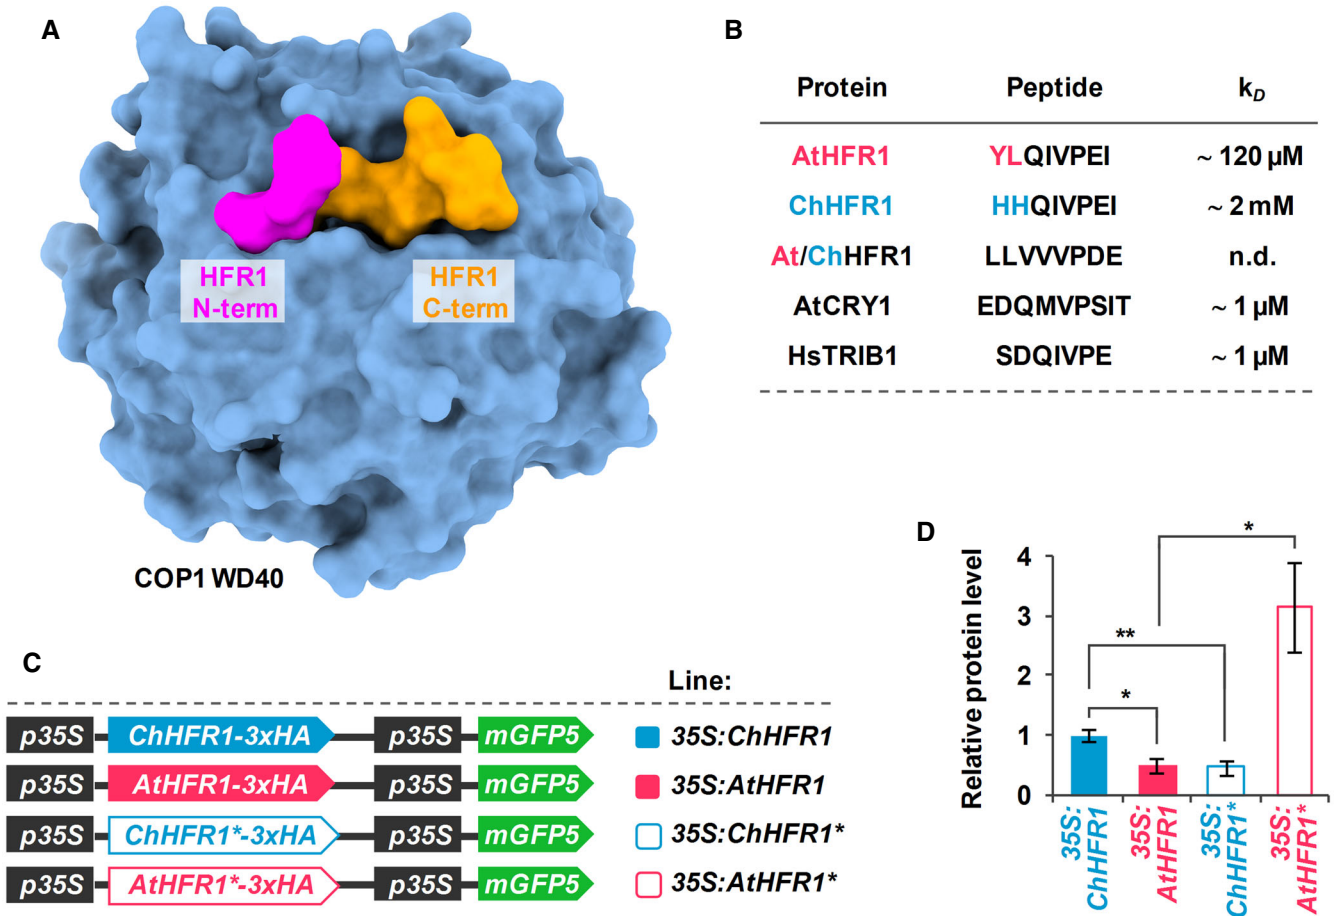 A
HFR1
N-term
HFR1
C-term
COP1 WD40
B
Protein Peptide kD
AtHFR1 YLQIVPEI ~ 120 µM
ChHFR1 HHQIVPEI ~ 2 mM
At/ChHFR1 LLVVVPDE n.d.
AtCRY1 EDQMVPSIT ~ 1 µM
HsTRIB1 SDQIVPE ~ 1 µM
C
Line:
p35S ChHFR1-3xHA p35S mGFP5 35S:ChHFR1
p35S AtHFR1-3xHA p35S mGFP5 35S:AtHFR1
p35S ChHFR1*-3xHA p35S mGFP5 35S:ChHFR1*
p35S AtHFR1*-3xHA p35S mGFP5 35S:AtHFR1*
D
Relative protein level
4
3
2
1
0
*
**
*
35S:
ChHFR1
35S:
AtHFR1
35S:
ChHFR1*
35S:
AtHFR1*